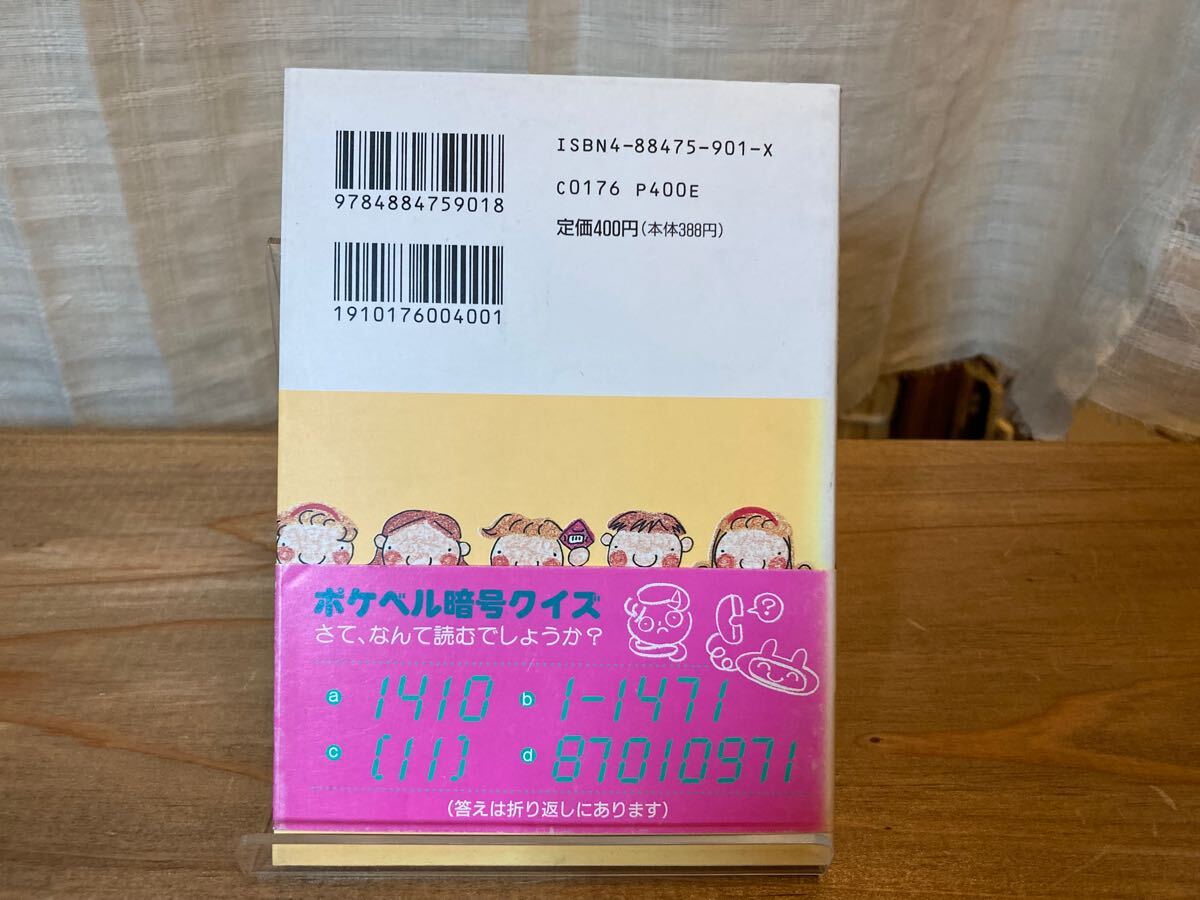 9784884759018
ISBN4-88475-901-X
C0176 P400E
定価400円(本体388円)
1910176004001
ポケベル暗号クイズ
さて、なんて読むでしょうか?
?
a 1410 b 1-1471
c [11] d 87010971
(答えは折り返しにあります)